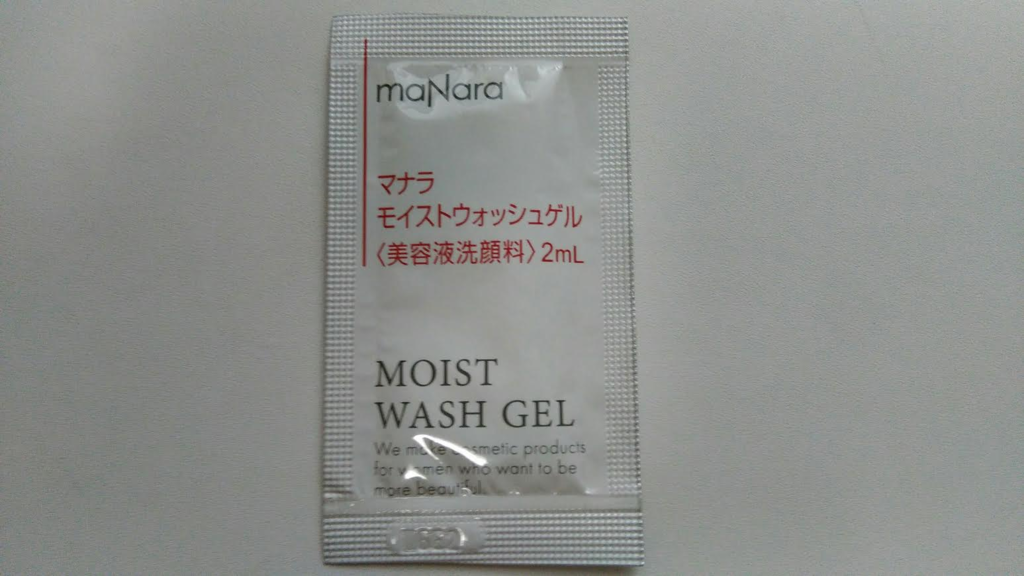 maNara
マナラ
モイストウォッシュゲル
〈美容液洗顔料〉2mL
MOIST
WASH GEL
We make cosmetic products
for women who want to be
more beautiful.